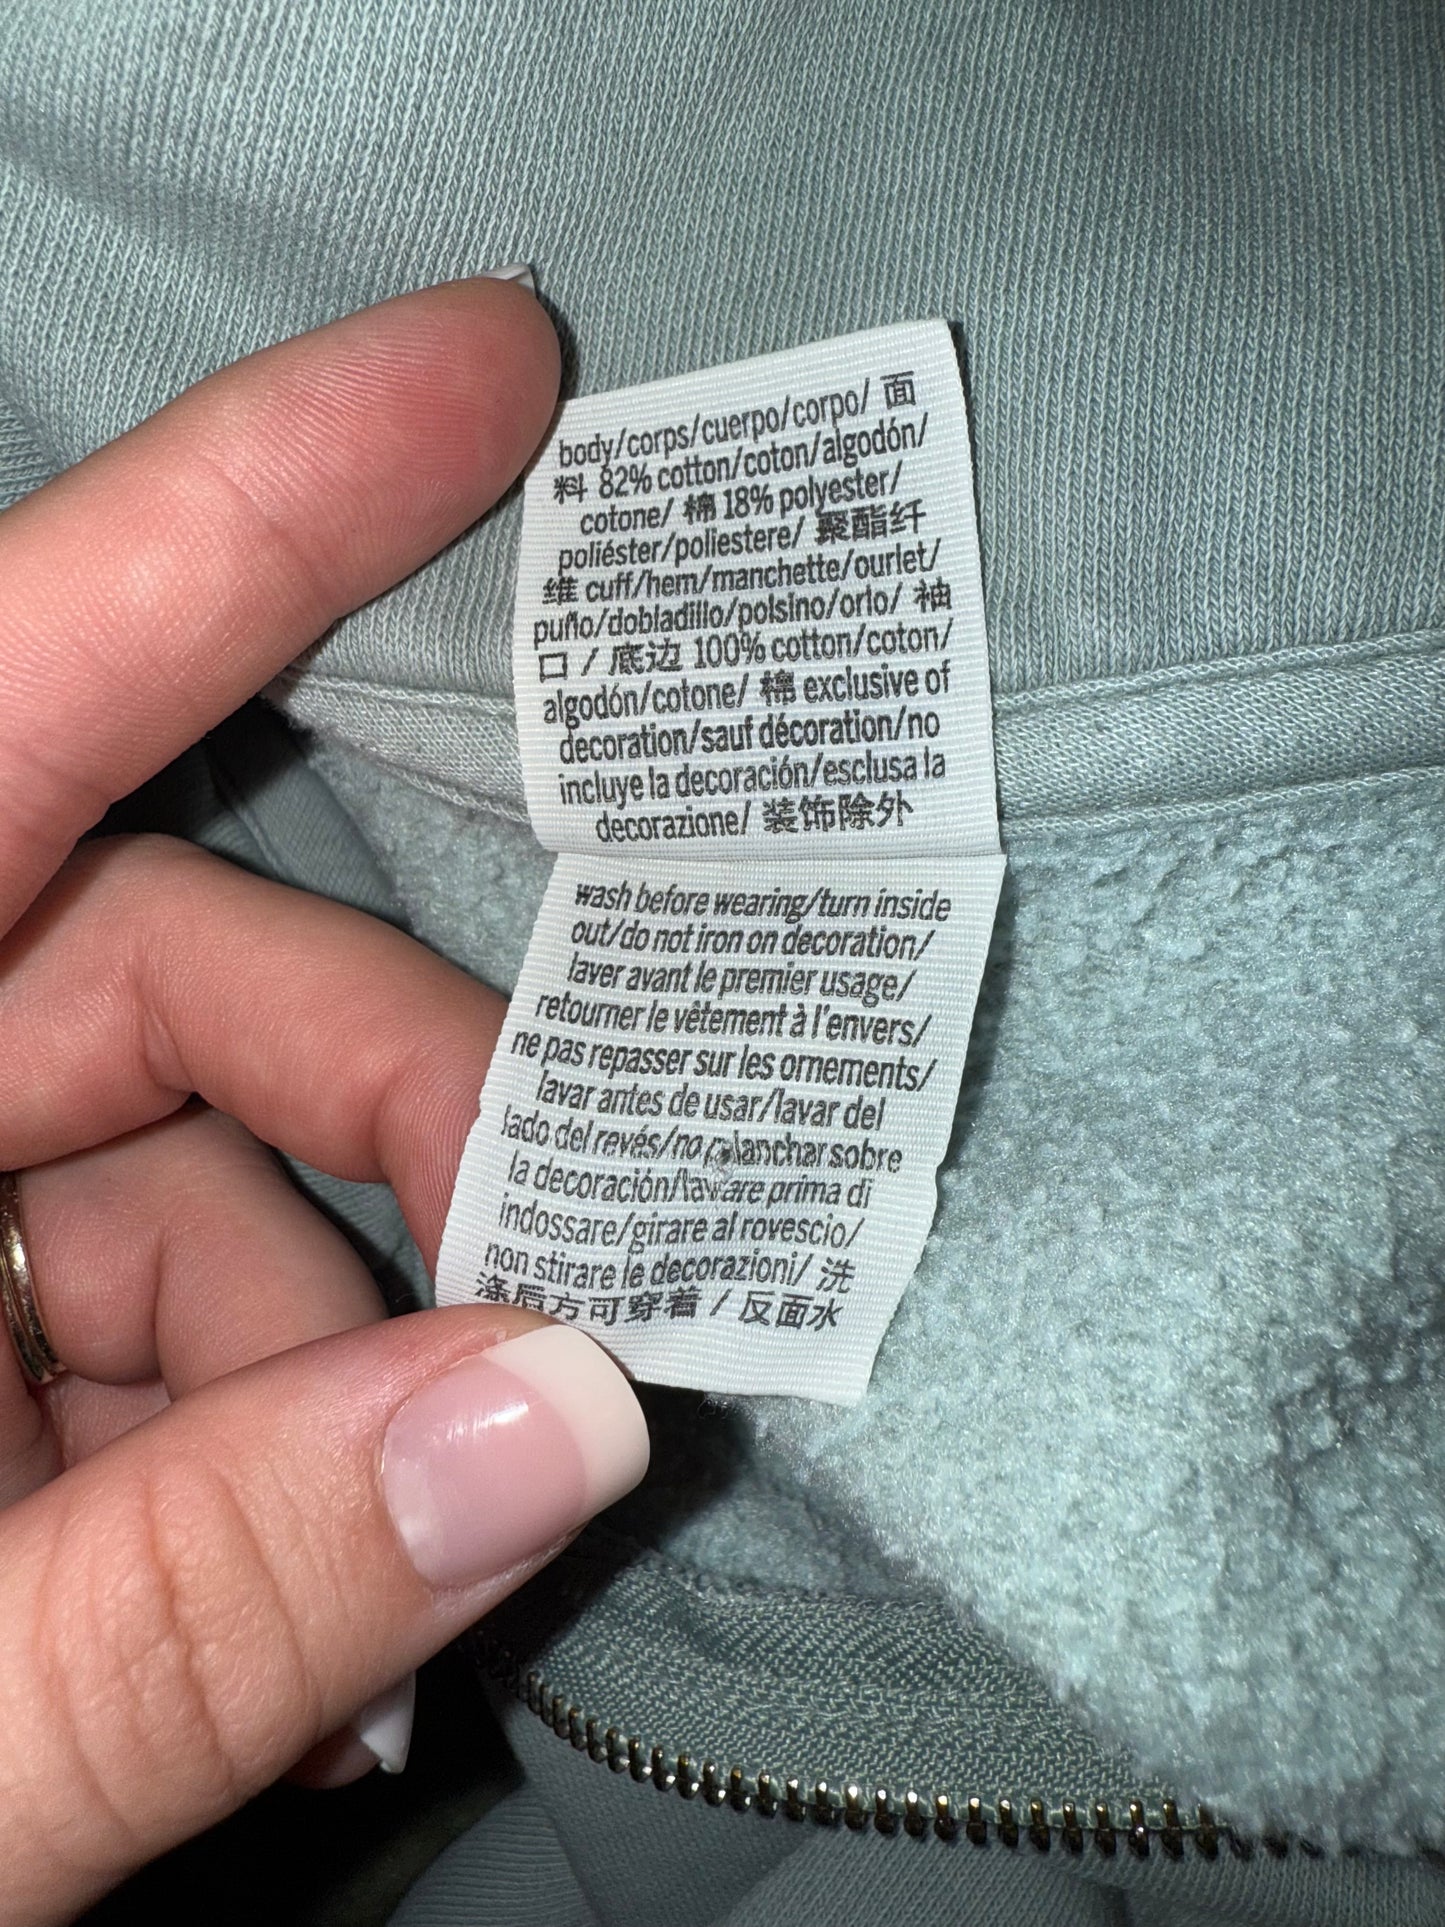 body/corps/cuerpo/corpo/ 面
料 82% cotton/coton/algodón/
cotone/ 棉 18% polyester/
poliéster/poliestere/ 聚酯纤
维 cuff/hem/manchette/ourlet/
puño/dobladillo/polsino/orlo/ 袖
口 / 底边 100% cotton/coton/
algodón/cotone/ 棉 exclusive of
decoration/sauf décoration/no
incluye la decoración/esclusa la
decorazione/ 装饰除外
wash before wearing/turn inside
out/do not iron on decoration/
laver avant le premier usage/
retourner le vêtement à l'envers/
ne pas repasser sur les ornements/
lavar antes de usar/lavar del
lado del revés/no planchar sobre
la decoración/lavare prima di
indossare/girare al rovescio/
non stirare le decorazioni/ 洗
涤后方可穿着 / 反面水